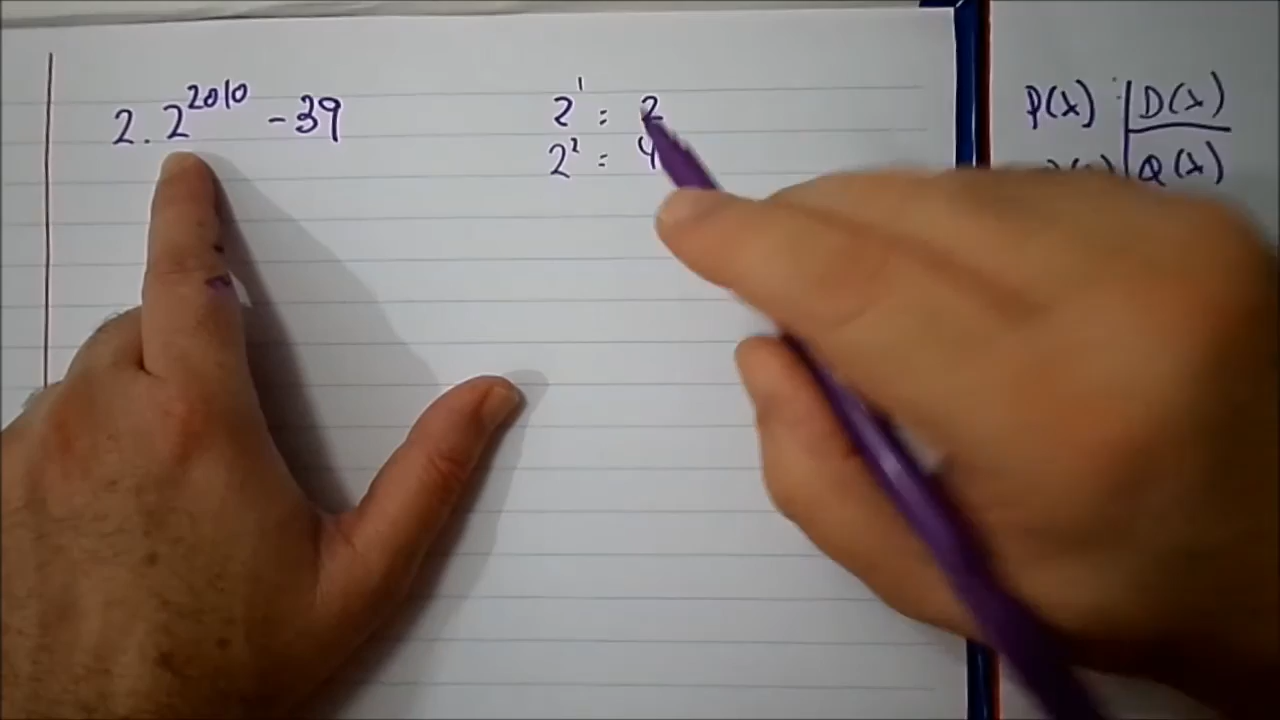 2 . 2^2010 - 39
2^1 = 2
2^2 = 4
P(x) | D(x)
Q(x)